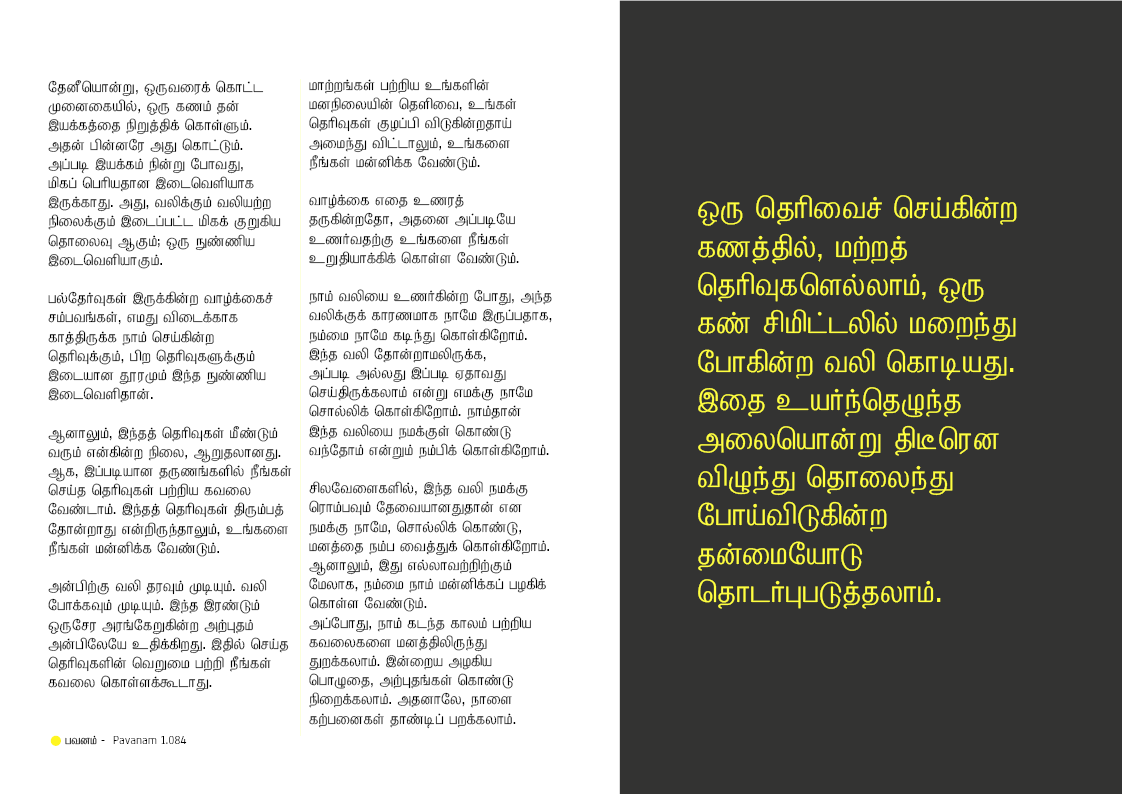 தேனீயொன்று, ஒருவரைக் கொட்ட
முனைகையில், ஒரு கணம் தன்
இயக்கத்தை நிறுத்திக் கொள்ளும்.
அதன் பின்னரே அது கொட்டும்.
அப்படி இயக்கம் நின்று போவது,
மிகப் பெரியதான இடைவெளியாக
இருக்காது. அது, வலிக்கும் வலியற்ற
நிலைக்கும் இடைப்பட்ட மிகக் குறுகிய
தொலைவு ஆகும்; ஒரு நுண்ணிய
இடைவெளியாகும்.

பல்தேர்வுகள் இருக்கின்ற வாழ்க்கைச்
சம்பவங்கள், எமது விடைக்காக
காத்திருக்க நாம் செய்கின்ற
தெரிவுக்கும், பிற தெரிவுகளுக்கும்
இடையான தூரமும் இந்த நுண்ணிய
இடைவெளிதான்.

ஆனாலும், இந்தத் தெரிவுகள் மீண்டும்
வரும் என்கின்ற நிலை, ஆறுதலானது.
ஆக, இப்படியான தருணங்களில் நீங்கள்
செய்த தெரிவுகள் பற்றிய கவலை
வேண்டாம். இந்தத் தெரிவுகள் திரும்பத்
தோன்றாது என்றிருந்தாலும், உங்களை
நீங்கள் மன்னிக்க வேண்டும்.

அன்பிற்கு வலி தரவும் முடியும். வலி
போக்கவும் முடியும். இந்த இரண்டும்
ஒருசேர அரங்கேறுகின்ற அற்புதம்
அன்பிலேயே உதிக்கிறது. இதில் செய்த
தெரிவுகளின் வெறுமை பற்றி நீங்கள்
கவலை கொள்ளக்கூடாது.

மாற்றங்கள் பற்றிய உங்களின்
மனநிலையின் தெளிவை, உங்கள்
தெரிவுகள் குழப்பி விடுகின்றதாய்
அமைந்து விட்டாலும், உங்களை
நீங்கள் மன்னிக்க வேண்டும்.

வாழ்க்கை எதை உணரத்
தருகின்றதோ, அதனை அப்படியே
உணர்வதற்கு உங்களை நீங்கள்
உறுதியாக்கிக் கொள்ள வேண்டும்.

நாம் வலியை உணர்கின்ற போது, அந்த
வலிக்குக் காரணமாக நாமே இருப்பதாக,
நம்மை நாமே கடிந்து கொள்கிறோம்.
இந்த வலி தோன்றாமலிருக்க,
அப்படி அல்லது இப்படி ஏதாவது
செய்திருக்கலாம் என்று எமக்கு நாமே
சொல்லிக் கொள்கிறோம். நாம்தான்
இந்த வலியை நமக்குள் கொண்டு
வந்தோம் என்றும் நம்பிக் கொள்கிறோம்.

சிலவேளைகளில், இந்த வலி நமக்கு
ரொம்பவும் தேவையானதுதான் என
நமக்கு நாமே, சொல்லிக் கொண்டு,
மனத்தை நம்ப வைத்துக் கொள்கிறோம்.
ஆனாலும், இது எல்லாவற்றிற்கும்
மேலாக, நம்மை நாம் மன்னிக்கப் பழகிக்
கொள்ள வேண்டும்.
அப்போது, நாம் கடந்த காலம் பற்றிய
கவலைகளை மனத்திலிருந்து
துறக்கலாம். இன்றைய அழகிய
பொழுதை, அற்புதங்கள் கொண்டு
நிறைக்கலாம். அதனாலே, நாளை
கற்பனைகள் தாண்டிப் பறக்கலாம்.

பவனம் - Pavanam 1.084

ஒரு தெரிவைச் செய்கின்ற
கணத்தில், மற்றத்
தெரிவுகளெல்லாம், ஒரு
கண் சிமிட்டலில் மறைந்து
போகின்ற வலி கொடியது.
இதை உயர்ந்தெழுந்த
அலையொன்று திடீரென
விழுந்து தொலைந்து
போய்விடுகின்ற
தன்மையோடு
தொடர்புபடுத்தலாம்.